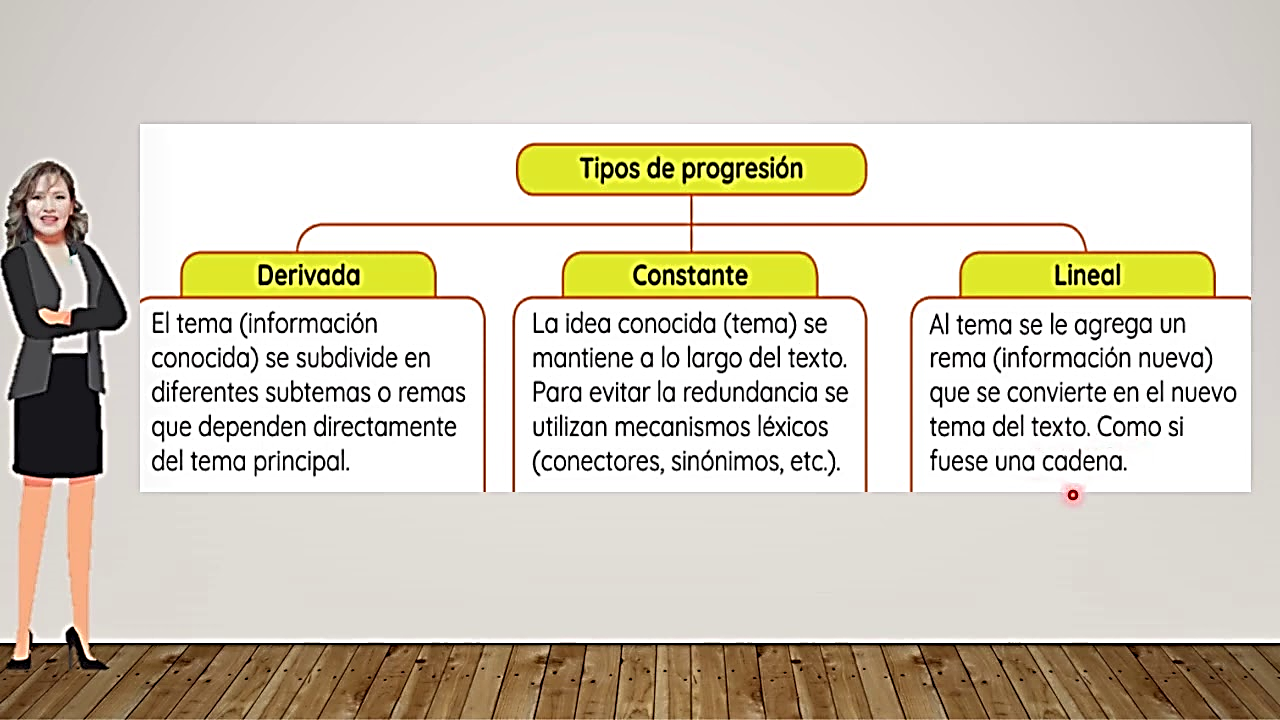 Tipos de progresión
Derivada
El tema (información
conocida) se subdivide en
diferentes subtemas o remas
que dependen directamente
del tema principal.
Constante
La idea conocida (tema) se
mantiene a lo largo del texto.
Para evitar la redundancia se
utilizan mecanismos léxicos
(conectores, sinónimos, etc.).
Lineal
Al tema se le agrega un
rema (información nueva)
que se convierte en el nuevo
tema del texto. Como si
fuese una cadena.